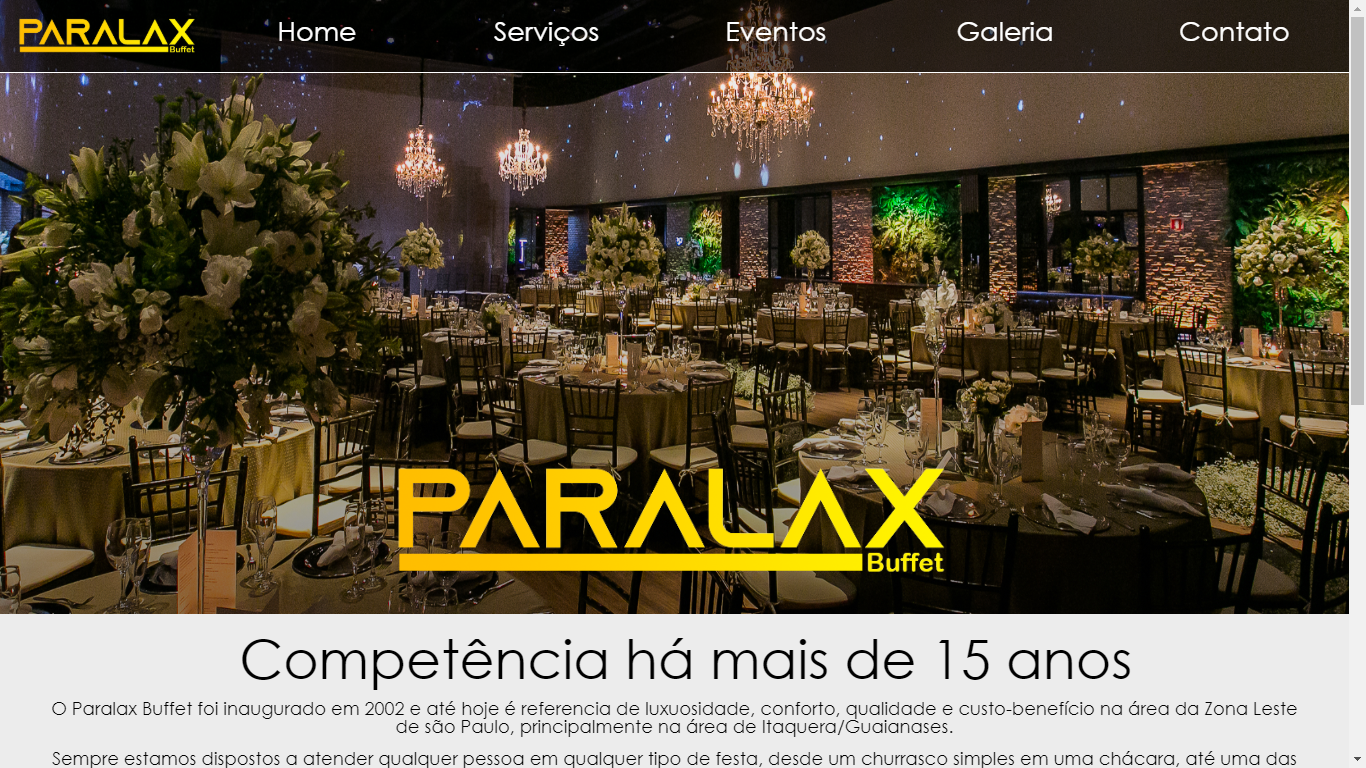 PARALAX
Buffet
Home
Serviços
Eventos
Galeria
Contato
PARALAX
Buffet
Competência há mais de 15 anos
O Paralax Buffet foi inaugurado em 2002 e até hoje é referencia de luxuosidade, conforto, qualidade e custo-benefício na área da Zona Leste
de são Paulo, principalmente na área de Itaquera/Guaianases.
Sempre estamos dispostos a atender qualquer pessoa em qualquer tipo de festa, desde um churrasco simples em uma chácara, até uma das